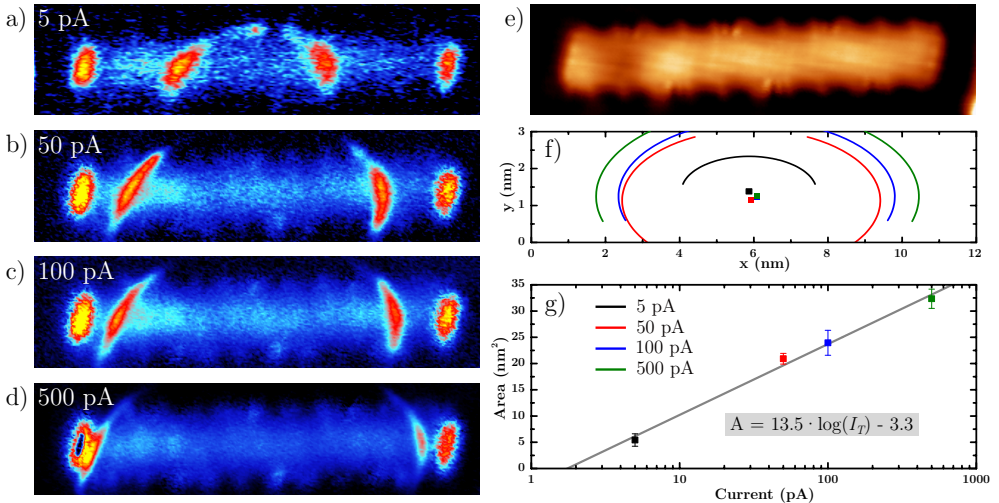 a)
5 pA
b)
50 pA
c)
100 pA
d)
500 pA
e)
f)
3
2
1
0
y (nm)
0 2 4 6 8 10 12
x (nm)
g)
35
30
25
20
15
10
5
0
Area (nm²)
5 pA
50 pA
100 pA
500 pA
A = 13.5 · log(I_T) - 3.3
1 10 100 1000
Current (pA)